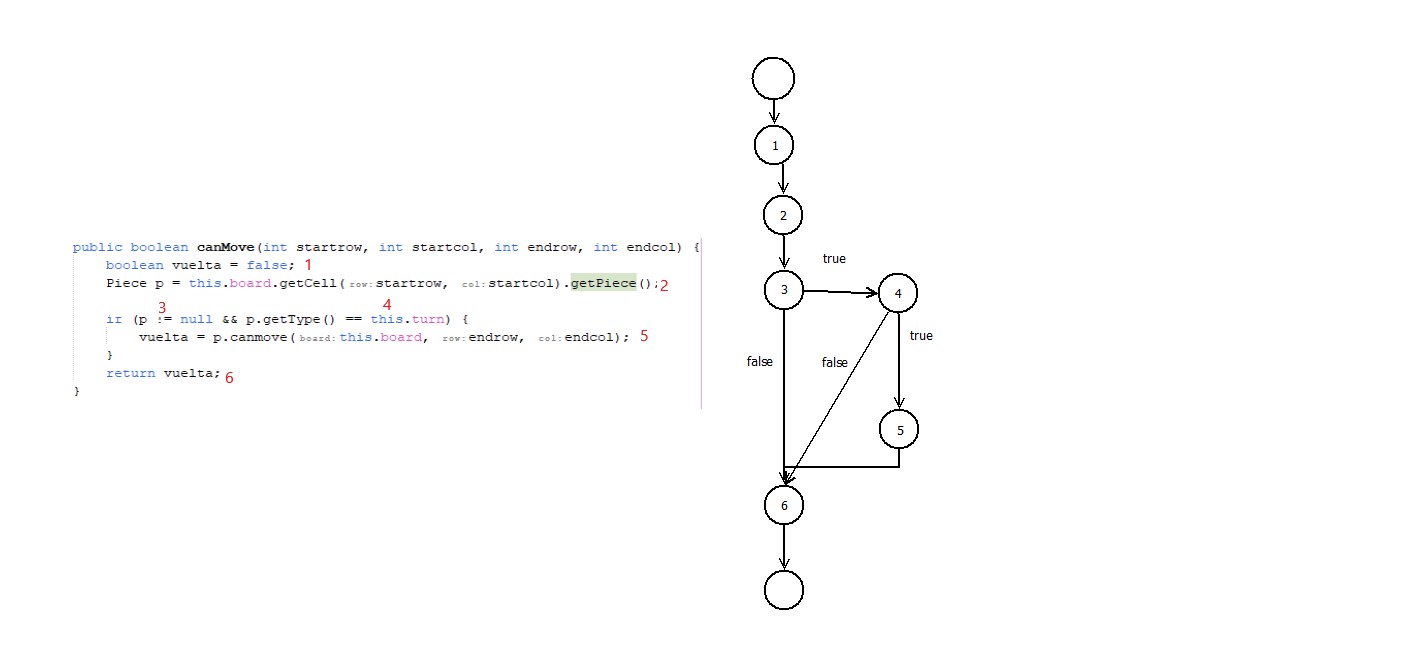 public boolean canMove(int startrow, int startcol, int endrow, int endcol) {
boolean vuelta = false; 1
Piece p = this.board.getCell( row: startrow, col: startcol).getPiece(); 2
3 4
if (p != null && p.getType() == this.turn) {
vuelta = p.canmove( board: this.board, row: endrow, col: endcol); 5
}
return vuelta; 6
}
1
2
true
3
4
true
false
false
5
6